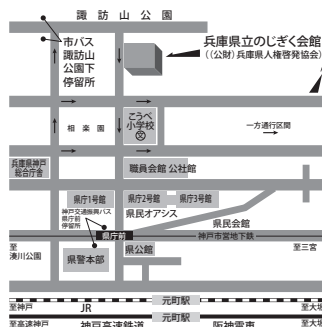 諏訪山公園
市バス
諏訪山
公園下
停留所
兵庫県立のじぎく会館
((公財)兵庫県人権啓発協会)
相楽園
こうべ
小学校
文
一方通行区間
兵庫県神戸
総合庁舎
職員会館 公社館
県庁1号館
県庁2号館
県庁3号館
神戸交通振興バス
県庁前
停留所
県民オアシス
県民会館
県庁前
神戸市営地下鉄
至
湊川公園
県公館
至三宮
県警本部
元町駅
至神戸
JR
至大阪
元町駅
至高速神戸
神戸高速鉄道
阪神電車